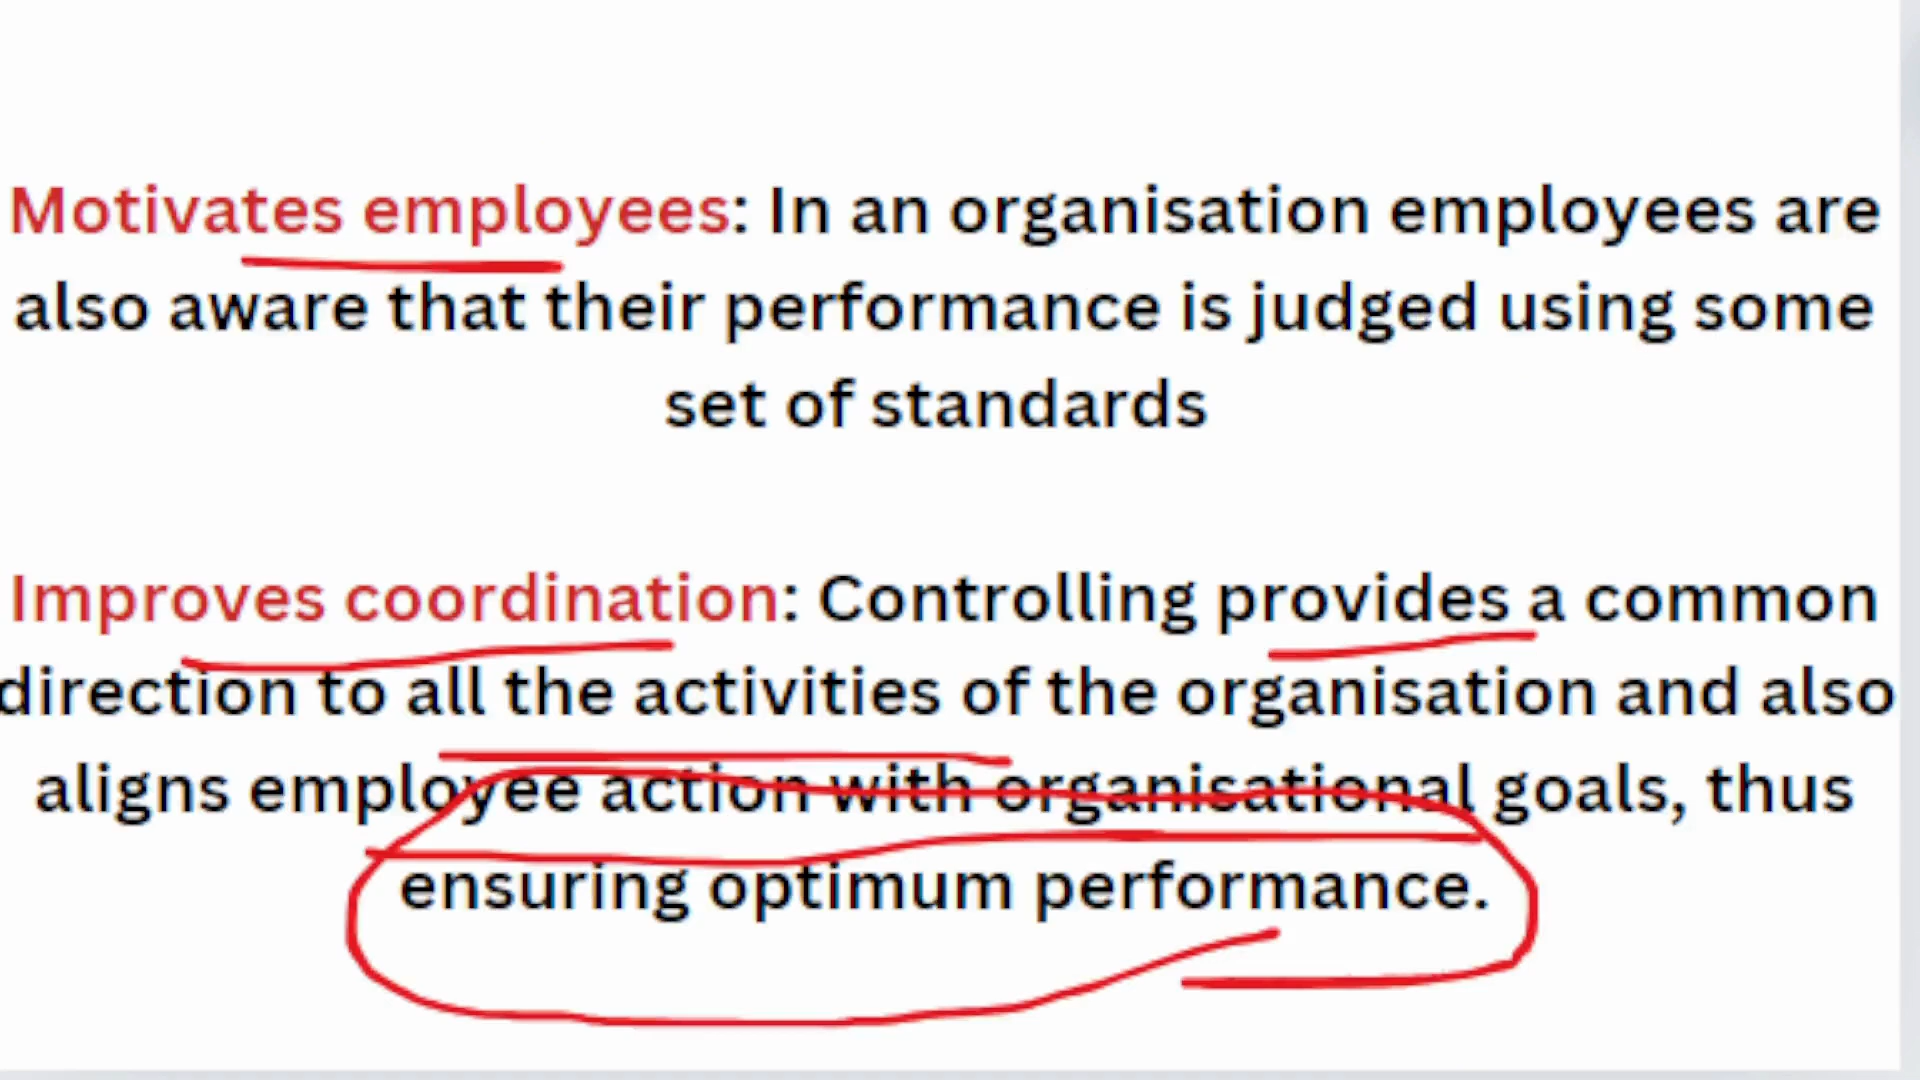 Motivates employees: In an organisation employees are
also aware that their performance is judged using some
set of standards
Improves coordination: Controlling provides a common
direction to all the activities of the organisation and also
aligns employee action with organisational goals, thus
ensuring optimum performance.